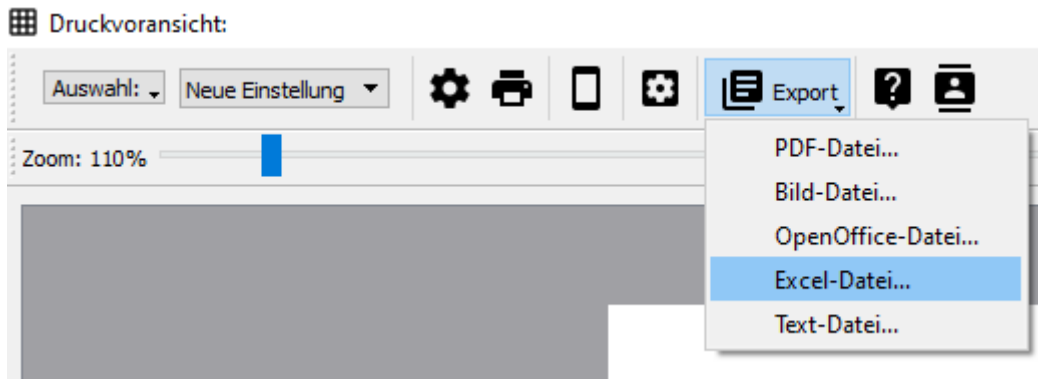 Druckvoransicht:
Auswahl: Neue Einstellung Export
Zoom: 110%
PDF-Datei...
Bild-Datei...
OpenOffice-Datei...
Excel-Datei...
Text-Datei...